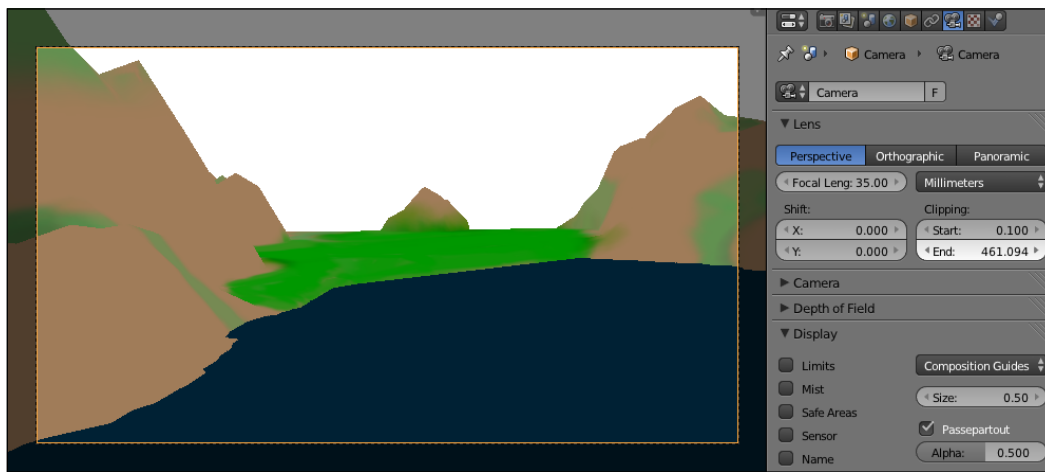 Camera Camera
Camera F
Lens
Perspective Orthographic Panoramic
Focal Leng: 35.00 Millimeters
Shift: Clipping:
X: 0.000 Start: 0.100
Y: 0.000 End: 461.094
Camera
Depth of Field
Display
Limits Composition Guides
Mist Size: 0.50
Safe Areas
Sensor Passepartout
Name Alpha: 0.500